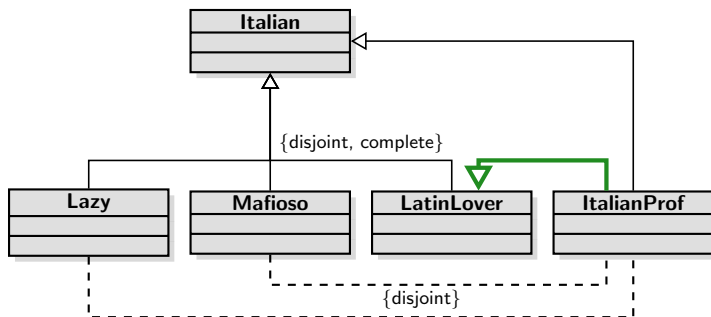 Italian
{disjoint, complete}
Lazy
Mafioso
LatinLover
ItalianProf
{disjoint}